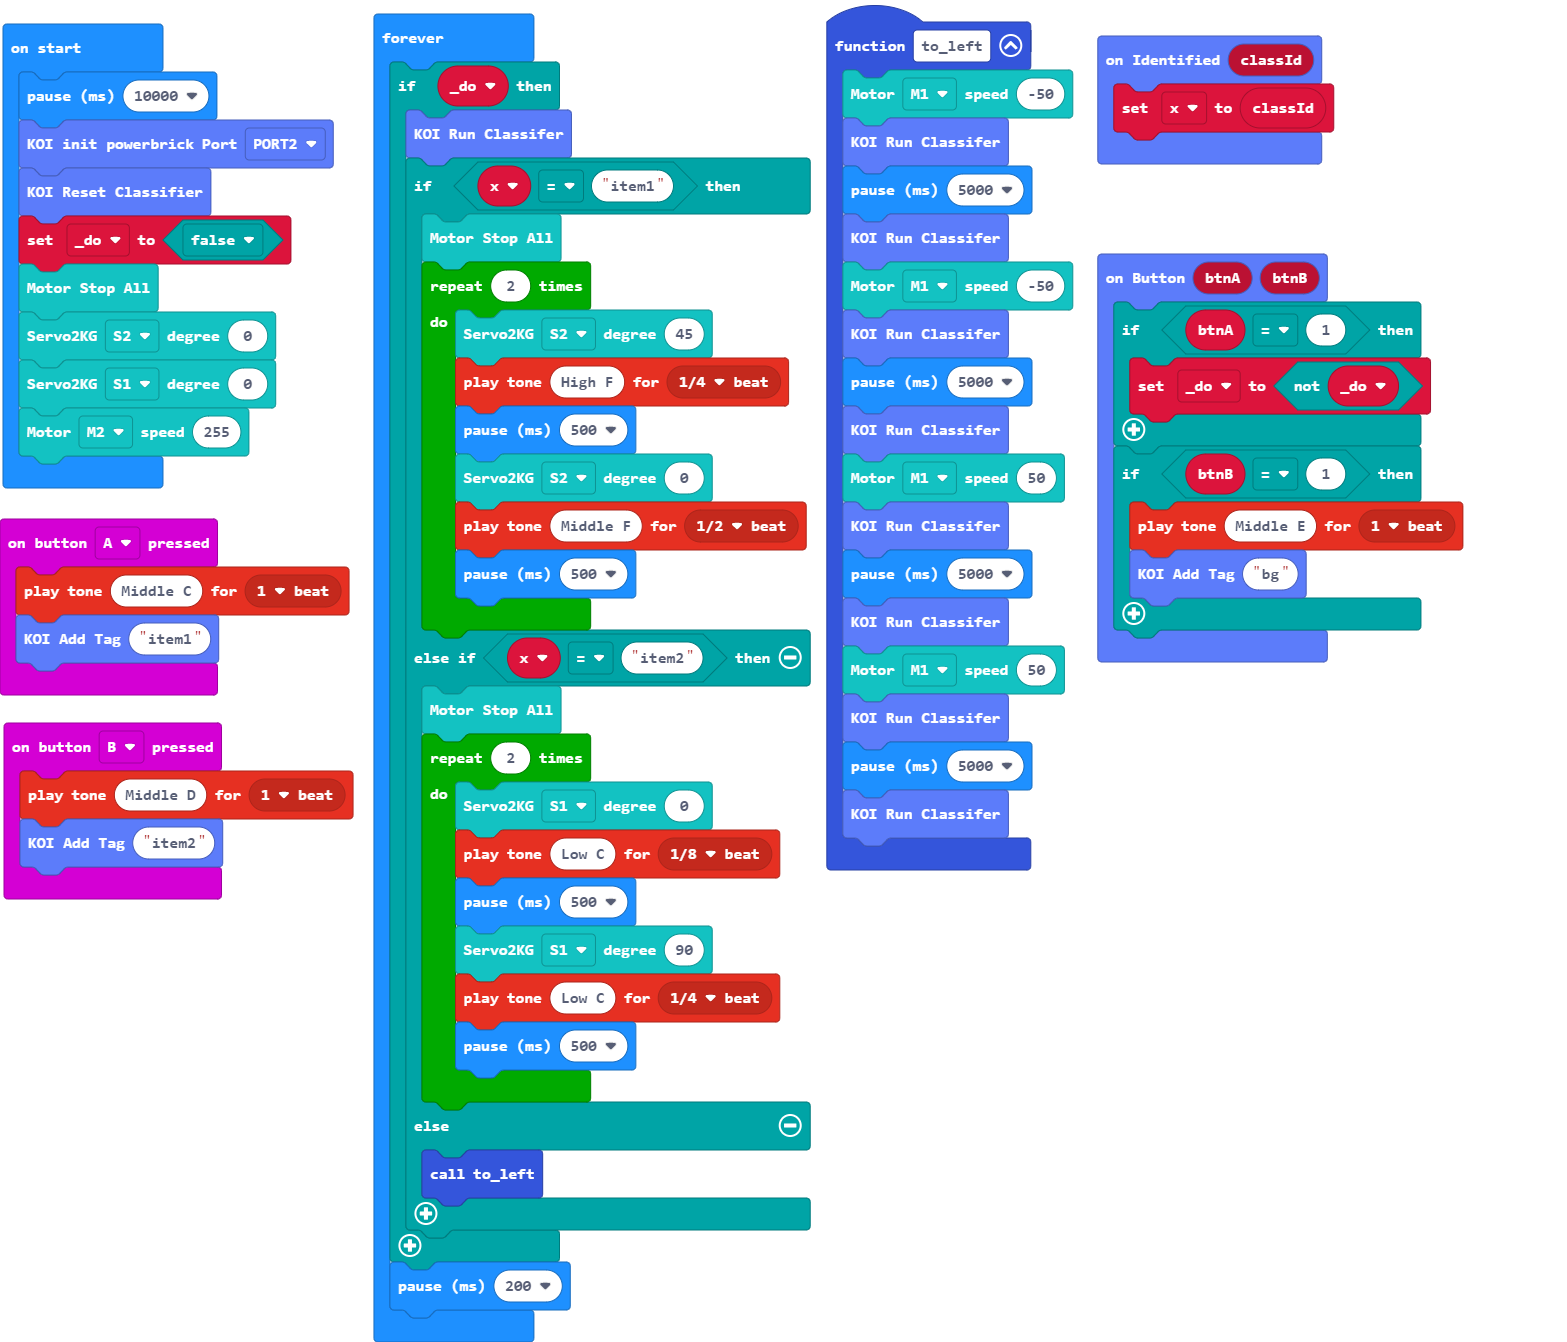 on start
pause (ms) 10000
KOI init powerbrick Port PORT2
KOI Reset Classifier
set _do to false
Motor Stop All
Servo2KG S2 degree 0
Servo2KG S1 degree 0
Motor M2 speed 255
on button A pressed
play tone Middle C for 1 beat
KOI Add Tag "item1"
on button B pressed
play tone Middle D for 1 beat
KOI Add Tag "item2"
forever
if _do then
KOI Run Classifer
if x = "item1" then
Motor Stop All
repeat 2 times
do
Servo2KG S2 degree 45
play tone High F for 1/4 beat
pause (ms) 500
Servo2KG S2 degree 0
play tone Middle F for 1/2 beat
pause (ms) 500
else if x = "item2" then
Motor Stop All
repeat 2 times
do
Servo2KG S1 degree 0
play tone Low C for 1/8 beat
pause (ms) 500
Servo2KG S1 degree 90
play tone Low C for 1/4 beat
pause (ms) 500
else
call to_left
pause (ms) 200
function to_left
Motor M1 speed -50
KOI Run Classifer
pause (ms) 5000
KOI Run Classifer
Motor M1 speed -50
KOI Run Classifer
pause (ms) 5000
KOI Run Classifer
Motor M1 speed 50
KOI Run Classifer
pause (ms) 5000
KOI Run Classifer
Motor M1 speed 50
KOI Run Classifer
pause (ms) 5000
KOI Run Classifer
on Identified classId
set x to classId
on Button btnA btnB
if btnA = 1 then
set _do to not _do
if btnB = 1 then
play tone Middle E for 1 beat
KOI Add Tag "bg"